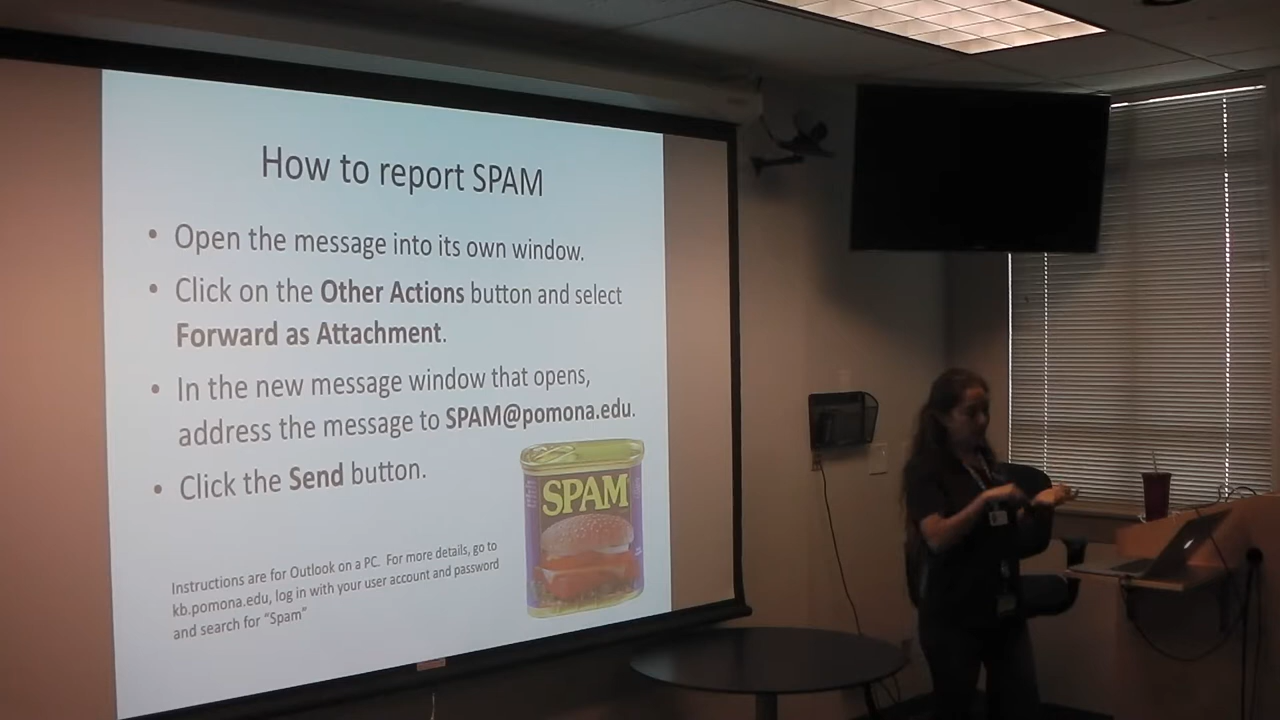 How to report SPAM
• Open the message into its own window.
• Click on the Other Actions button and select
Forward as Attachment.
• In the new message window that opens,
address the message to SPAM@pomona.edu.
• Click the Send button.
SPAM
Instructions are for Outlook on a PC. For more details, go to
kb.pomona.edu, log in with your user account and password
and search for “Spam”